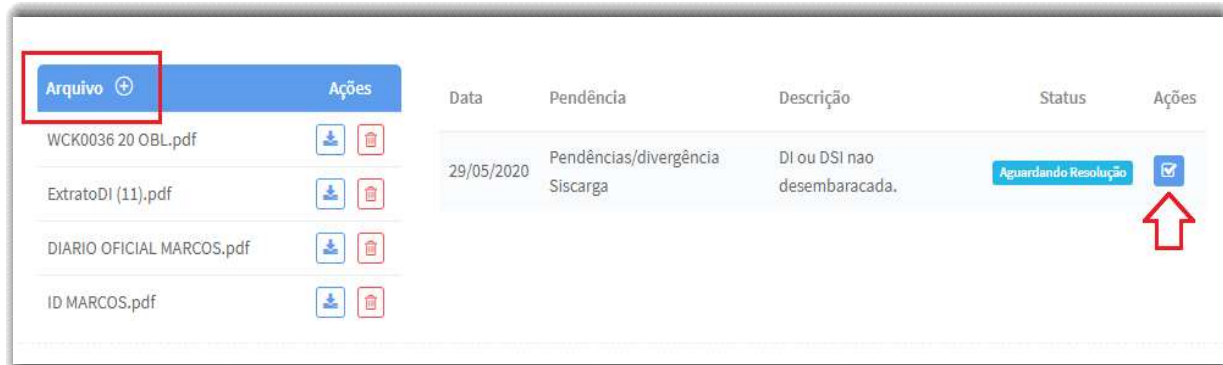 Arquivo Ações
WCK0036 20 OBL.pdf
ExtratoDI (11).pdf
DIARIO OFICIAL MARCOS.pdf
ID MARCOS.pdf
Data Pendência Descrição Status Ações
29/05/2020 Pendências/divergência DI ou DSI nao Aguardando Resolução
Siscarga desembaracada.